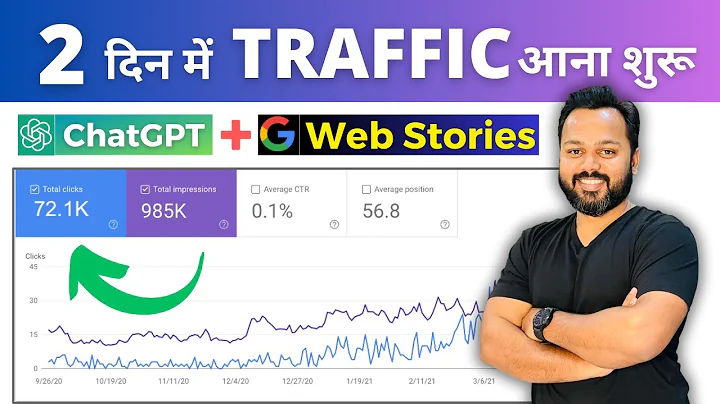 2 दिन में TRAFFIC आना शुरू
ChatGPT + Web Stories
Total clicks
72.1K
Total impressions
985K
Average CTR
0.1%
Average position
56.8
Clicks
45
30
15
0
9/26/20 10/19/20 11/11/20 12/4/20 12/27/20 1/19/21 2/11/21 3/6/21